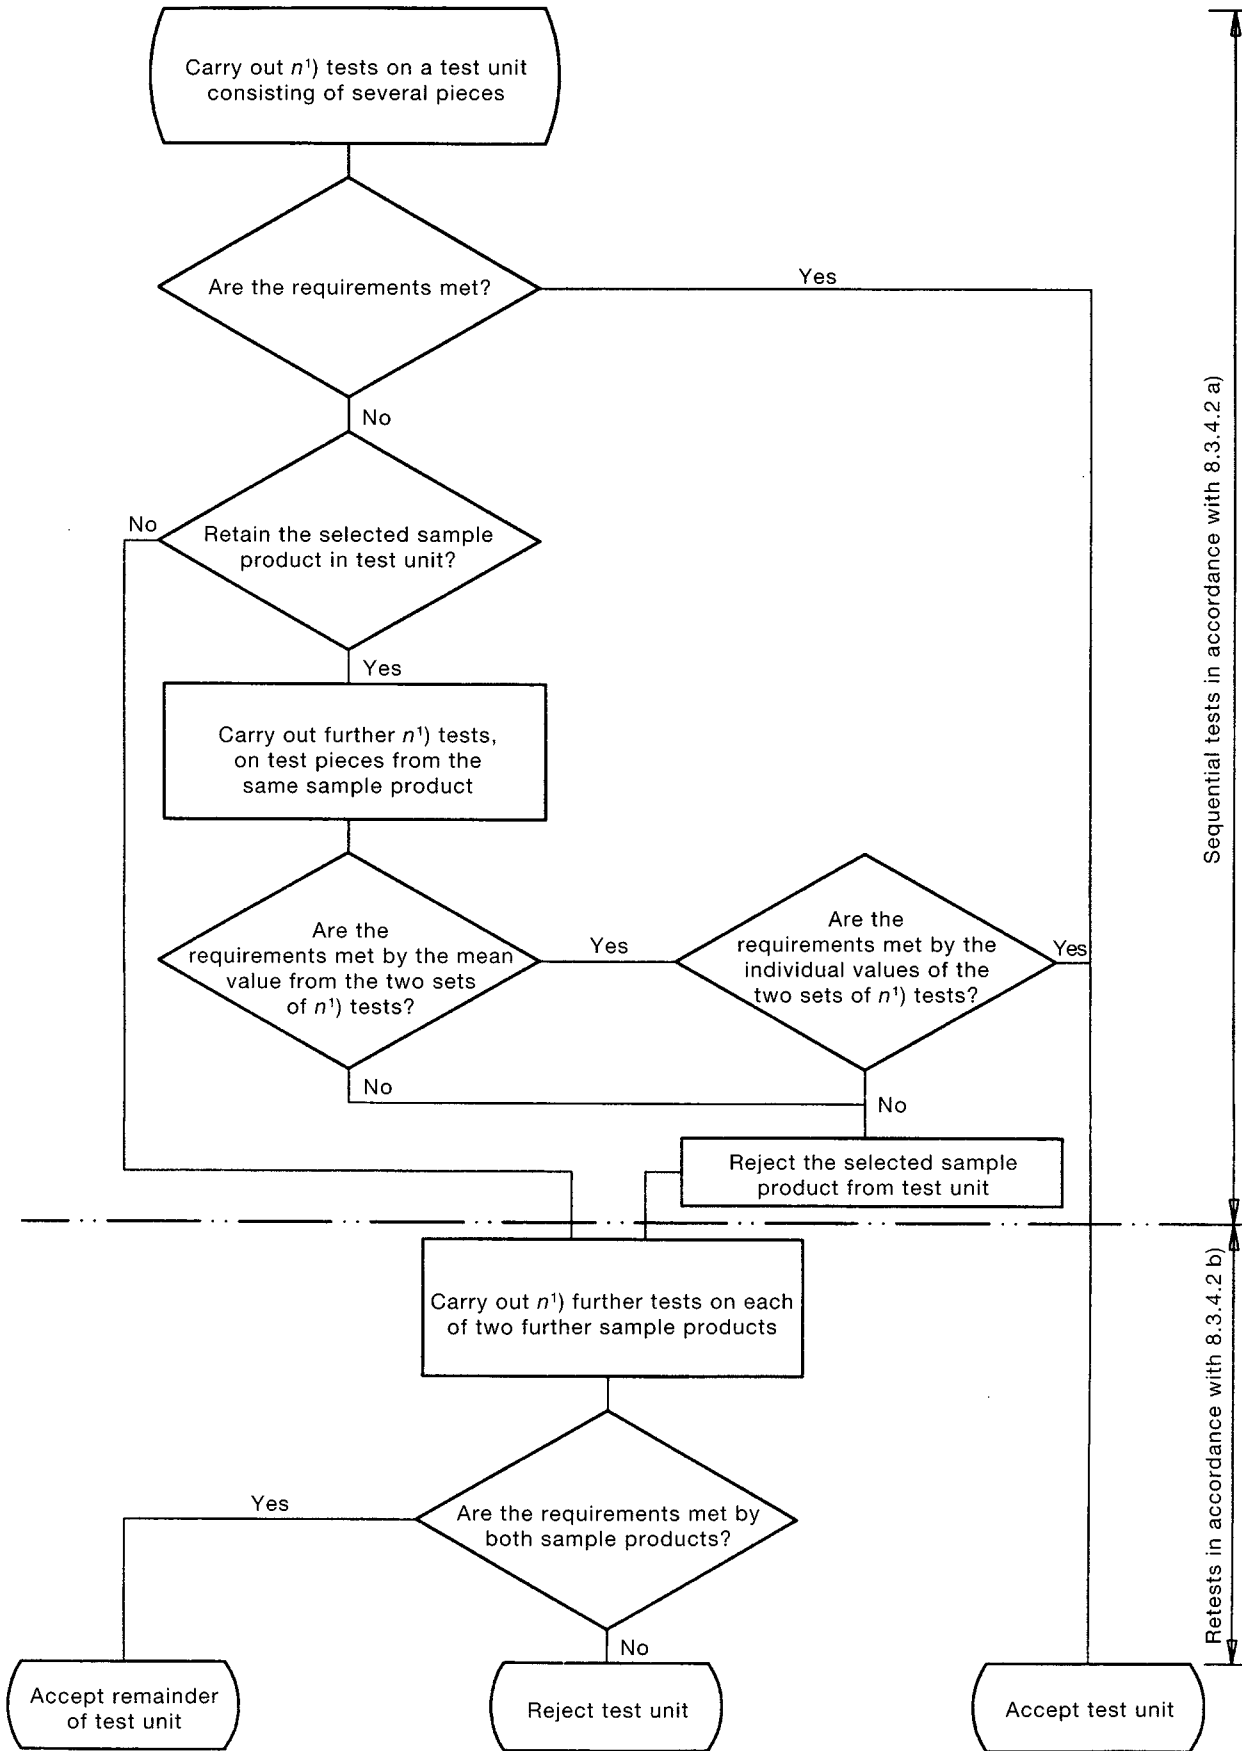 Carry out n¹) tests on a test unit
consisting of several pieces
Are the requirements met?
Yes
No
Retain the selected sample
product in test unit?
No
Yes
Carry out further n¹) tests,
on test pieces from the
same sample product
Are the
requirements met by the mean
value from the two sets
of n¹) tests?
Yes
Are the
requirements met by the
individual values of the
two sets of n¹) tests?
Yes
No
No
Reject the selected sample
product from test unit
Sequential tests in accordance with 8.3.4.2 a)
Carry out n¹) further tests on each
of two further sample products
Are the requirements met by
both sample products?
Yes
No
Retests in accordance with 8.3.4.2 b)
Accept remainder
of test unit
Reject test unit
Accept test unit